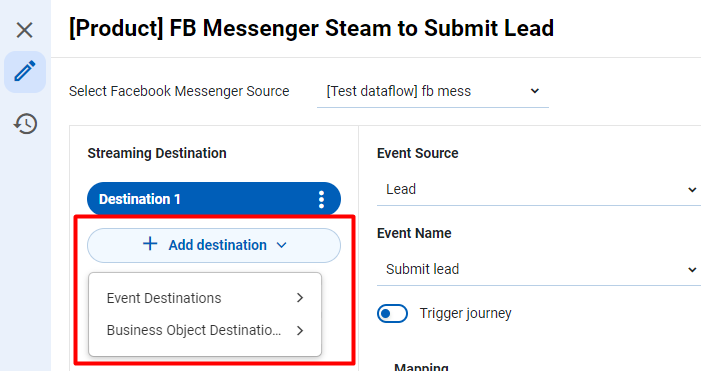 [Product] FB Messenger Steam to Submit Lead
Select Facebook Messenger Source
[Test dataflow] fb mess
Streaming Destination
Destination 1
Add destination
Event Destinations
Business Object Destinatio...
Event Source
Lead
Event Name
Submit lead
Trigger journey
Mapping